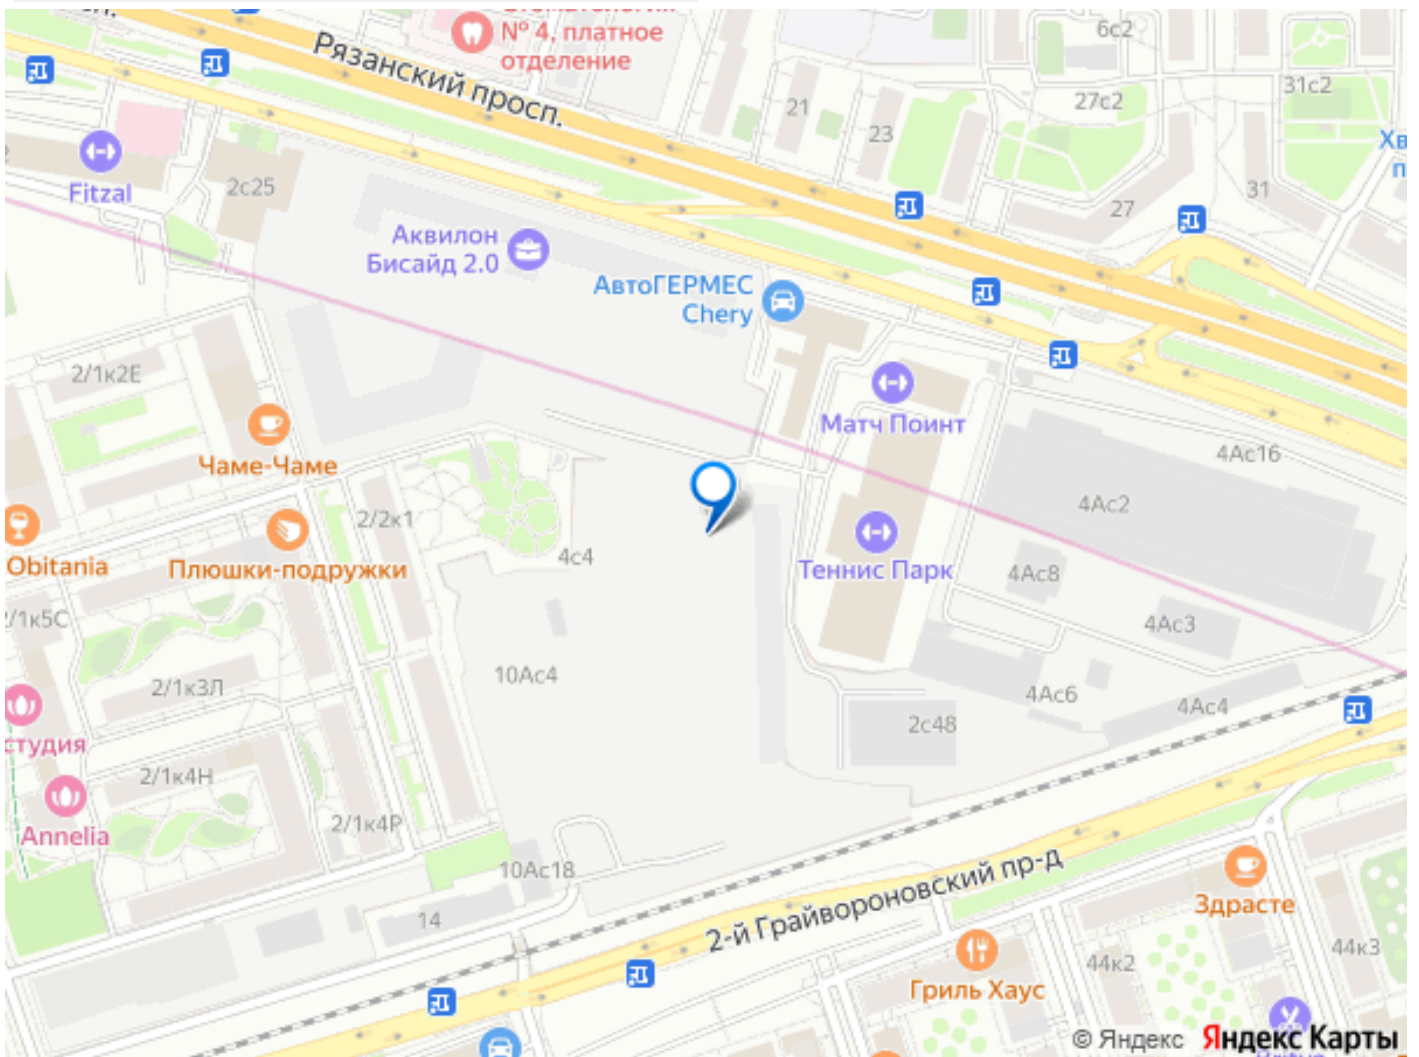 № 4, платное
отделение
Рязанский просп.
6с2
31с2
27с2
21
23
Fitzal
2с25
31
27
Аквилон
Бисайд 2.0
АвтоГЕРМЕС
Chery
2/1к2Е
Матч Поинт
Чаме-Чаме
4Ас16
4Ас2
2/2к1
Obitania
Плюшки-подружки
4с4
Теннис Парк
4Ас8
/1к5С
4Ас3
10Ас4
2/1к3Л
4Ас6
4Ас4
студия
2с48
2/1к4Н
Annelia
2/1к4Р
10Ас18
2-й Грайвороновский пр-д
14
Здрасте
44к2
44к3
Гриль Хаус
© Яндекс Яндекс Карты